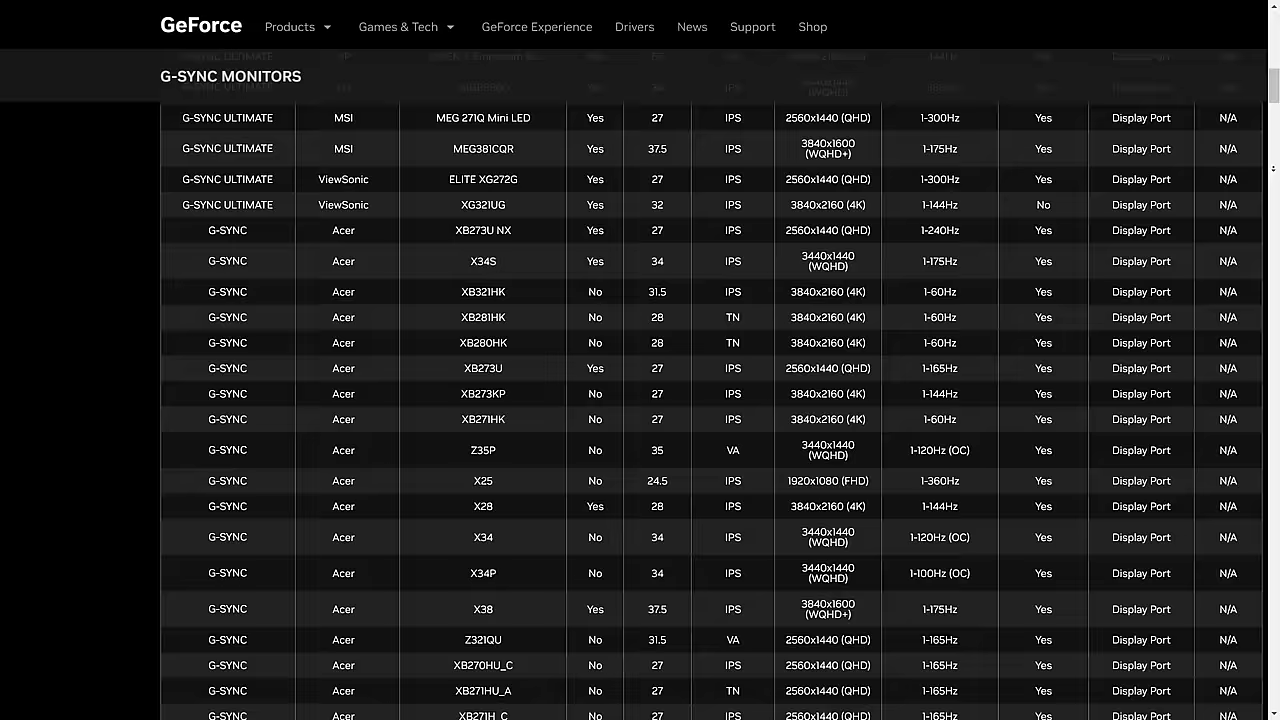 GeForce Products Games & Tech GeForce Experience Drivers News Support Shop
G-SYNC MONITORS
G-SYNC ULTIMATE MSI MEG 271Q Mini LED Yes 27 IPS 2560x1440 (QHD) 1-300Hz Yes Display Port N/A
G-SYNC ULTIMATE MSI MEG381CQR Yes 37.5 IPS 3840x1600 (WQHD+) 1-175Hz Yes Display Port N/A
G-SYNC ULTIMATE ViewSonic ELITE XG272G Yes 27 IPS 2560x1440 (QHD) 1-300Hz Yes Display Port N/A
G-SYNC ULTIMATE ViewSonic XG321UG Yes 32 IPS 3840x2160 (4K) 1-144Hz No Display Port N/A
G-SYNC Acer XB273U NX Yes 27 IPS 2560x1440 (QHD) 1-240Hz Yes Display Port N/A
G-SYNC Acer X34S Yes 34 IPS 3440x1440 (WQHD) 1-175Hz Yes Display Port N/A
G-SYNC Acer XB321HK No 31.5 IPS 3840x2160 (4K) 1-60Hz Yes Display Port N/A
G-SYNC Acer XB281HK No 28 TN 3840x2160 (4K) 1-60Hz Yes Display Port N/A
G-SYNC Acer XB280HK No 28 TN 3840x2160 (4K) 1-60Hz Yes Display Port N/A
G-SYNC Acer XB273U Yes 27 IPS 2560x1440 (QHD) 1-165Hz Yes Display Port N/A
G-SYNC Acer XB273KP No 27 IPS 3840x2160 (4K) 1-144Hz Yes Display Port N/A
G-SYNC Acer XB271HK No 27 IPS 3840x2160 (4K) 1-60Hz Yes Display Port N/A
G-SYNC Acer Z35P No 35 VA 3440x1440 (WQHD) 1-120Hz (OC) Yes Display Port N/A
G-SYNC Acer X25 No 24.5 IPS 1920x1080 (FHD) 1-360Hz Yes Display Port N/A
G-SYNC Acer X28 Yes 28 IPS 3840x2160 (4K) 1-144Hz Yes Display Port N/A
G-SYNC Acer X34 No 34 IPS 3440x1440 (WQHD) 1-120Hz (OC) Yes Display Port N/A
G-SYNC Acer X34P No 34 IPS 3440x1440 (WQHD) 1-100Hz (OC) Yes Display Port N/A
G-SYNC Acer X38 Yes 37.5 IPS 3840x1600 (WQHD+) 1-175Hz Yes Display Port N/A
G-SYNC Acer Z321QU No 31.5 VA 2560x1440 (QHD) 1-165Hz Yes Display Port N/A
G-SYNC Acer XB270HU_C No 27 IPS 2560x1440 (QHD) 1-165Hz Yes Display Port N/A
G-SYNC Acer XB271HU_A No 27 TN 2560x1440 (QHD) 1-165Hz Yes Display Port N/A
G-SYNC Acer XB271H_C No 27 IPS 2560x1440 (QHD) 1-165Hz Yes Display Port N/A